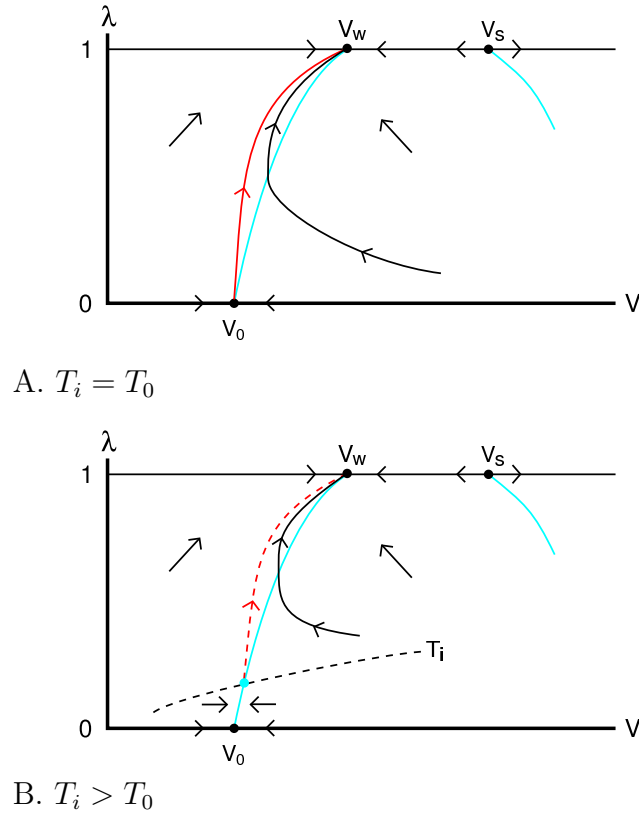 λ
V_w
V_s
1
0
V_0
V
A. T_i = T_0
λ
V_w
V_s
1
T_i
0
V_0
V
B. T_i > T_0